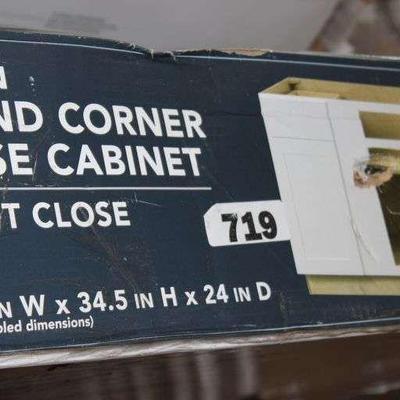 N
ND CORNER
SE CABINET
T CLOSE
719
N W x 34.5 IN H x 24 IN D
bled dimensions)